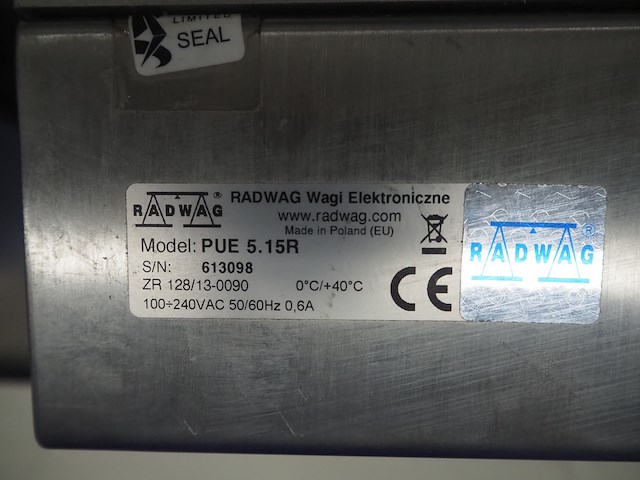 LIMITED
SEAL
RADWAG®
RADWAG Wagi Elektroniczne
www.radwag.com
Made in Poland (EU)
Model: PUE 5.15R
S/N: 613098
ZR 128/13-0090 0°C/+40°C
100÷240VAC 50/60Hz 0,6A
CE
RADWAG®